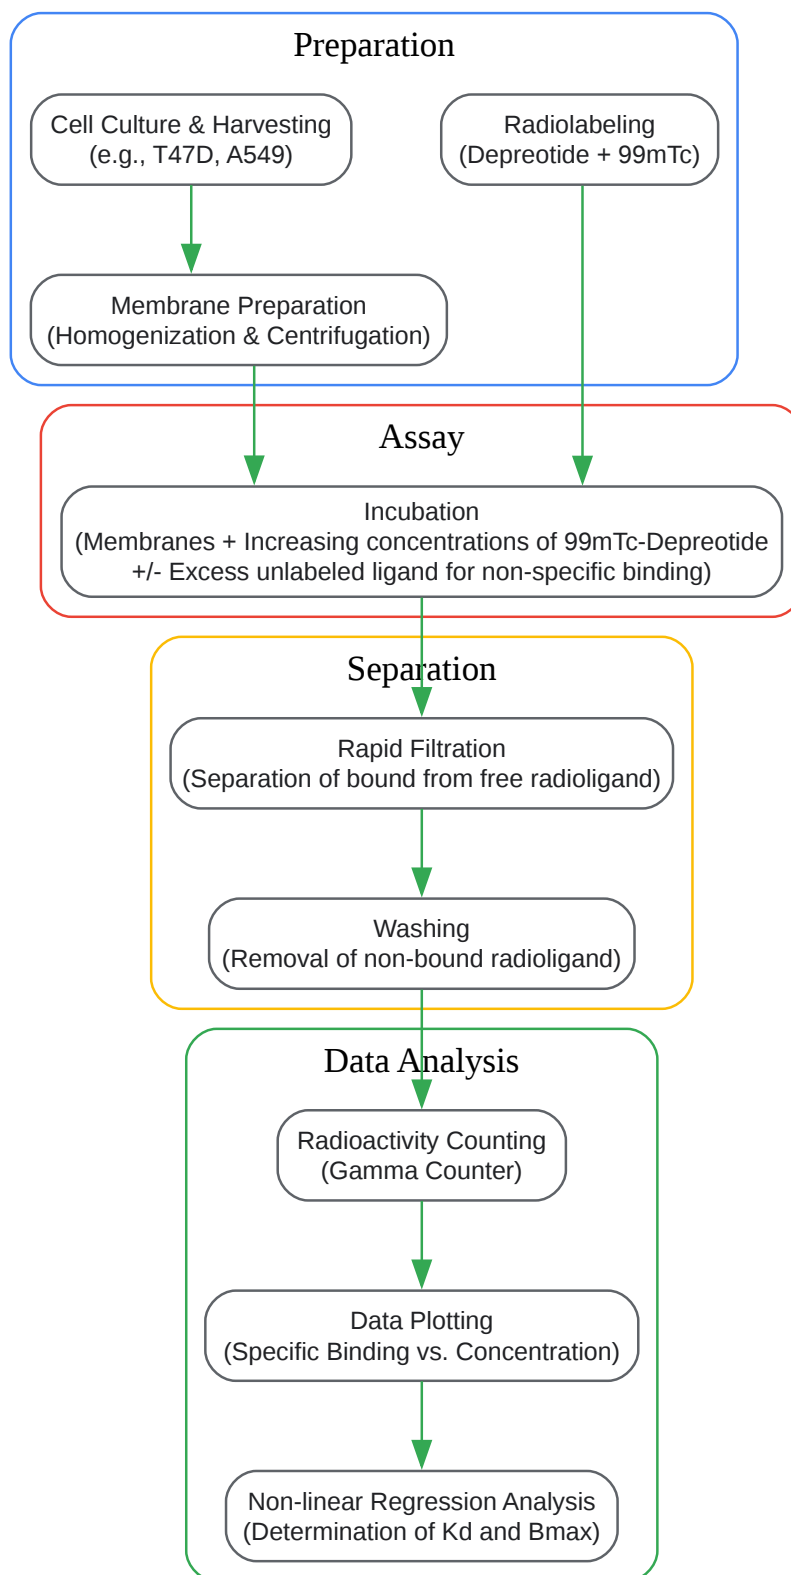 Preparation
Cell Culture & Harvesting
(e.g., T47D, A549)
Radiolabeling
(Depreotide + 99mTc)
Membrane Preparation
(Homogenization & Centrifugation)
Assay
Incubation
(Membranes + Increasing concentrations of 99mTc-Depreotide
+/- Excess unlabeled ligand for non-specific binding)
Separation
Rapid Filtration
(Separation of bound from free radioligand)
Washing
(Removal of non-bound radioligand)
Data Analysis
Radioactivity Counting
(Gamma Counter)
Data Plotting
(Specific Binding vs. Concentration)
Non-linear Regression Analysis
(Determination of Kd and Bmax)